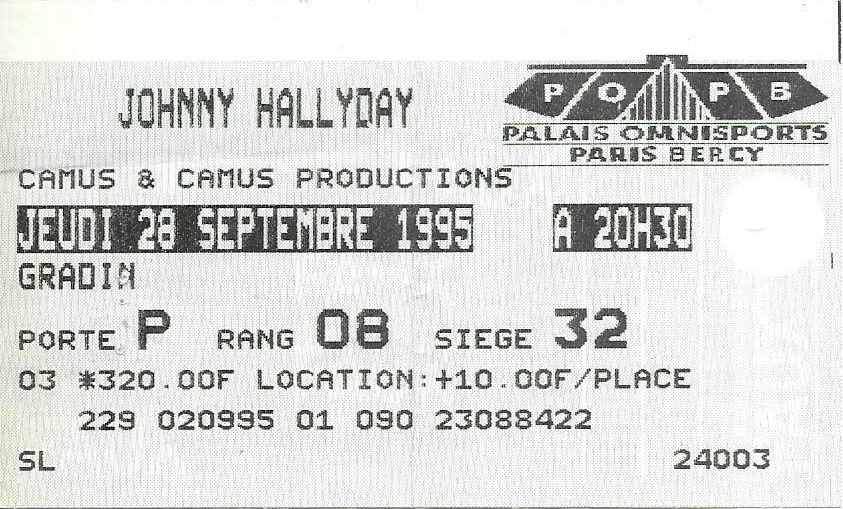 JOHNNY HALLYDAY
P O P B
PALAIS OMNISPORTS
PARIS BERCY
CAMUS & CAMUS PRODUCTIONS
JEUDI 28 SEPTEMBRE 1995 A 20H30
GRADIN
PORTE P RANG 08 SIEGE 32
03 *320.00F LOCATION:+10.00F/PLACE
229 020995 01 090 23088422
SL 24003